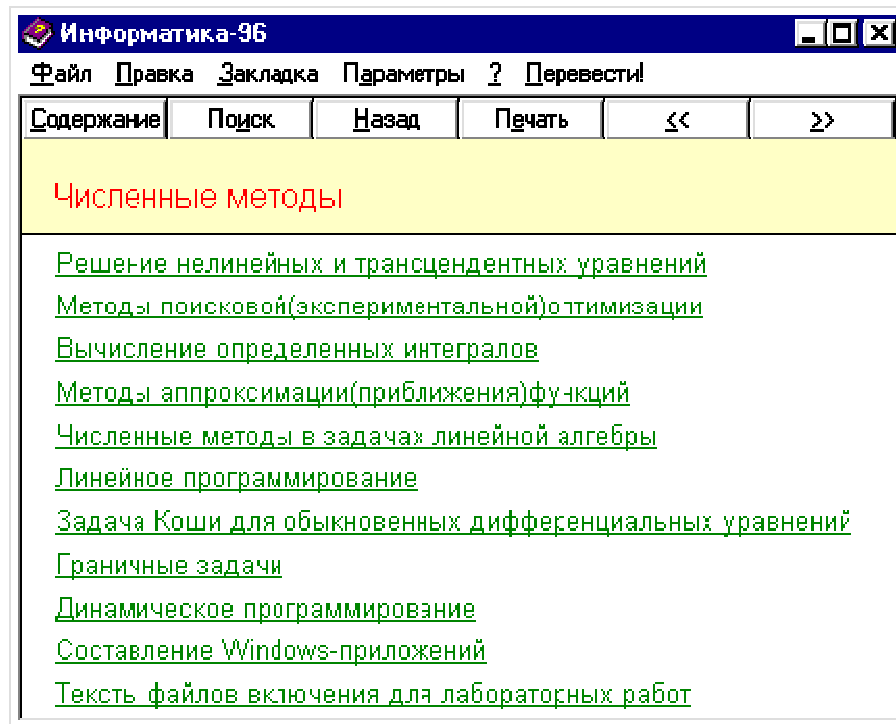 Информатика-96
Файл Правка Закладка Параметры ? Перевести!
Содержание Поиск Назад Печать << >>
Численные методы
Решение нелинейных и трансцендентных уравнений
Методы поисковой(экспериментальной)оптимизации
Вычисление определенных интегралов
Методы аппроксимации(приближения)функций
Численные методы в задачах линейной алгебры
Линейное программирование
Задача Коши для обыкновенных дифференциальных уравнений
Граничные задачи
Динамическое программирование
Составление Windows-приложений
Тексты файлов включения для лабораторных работ